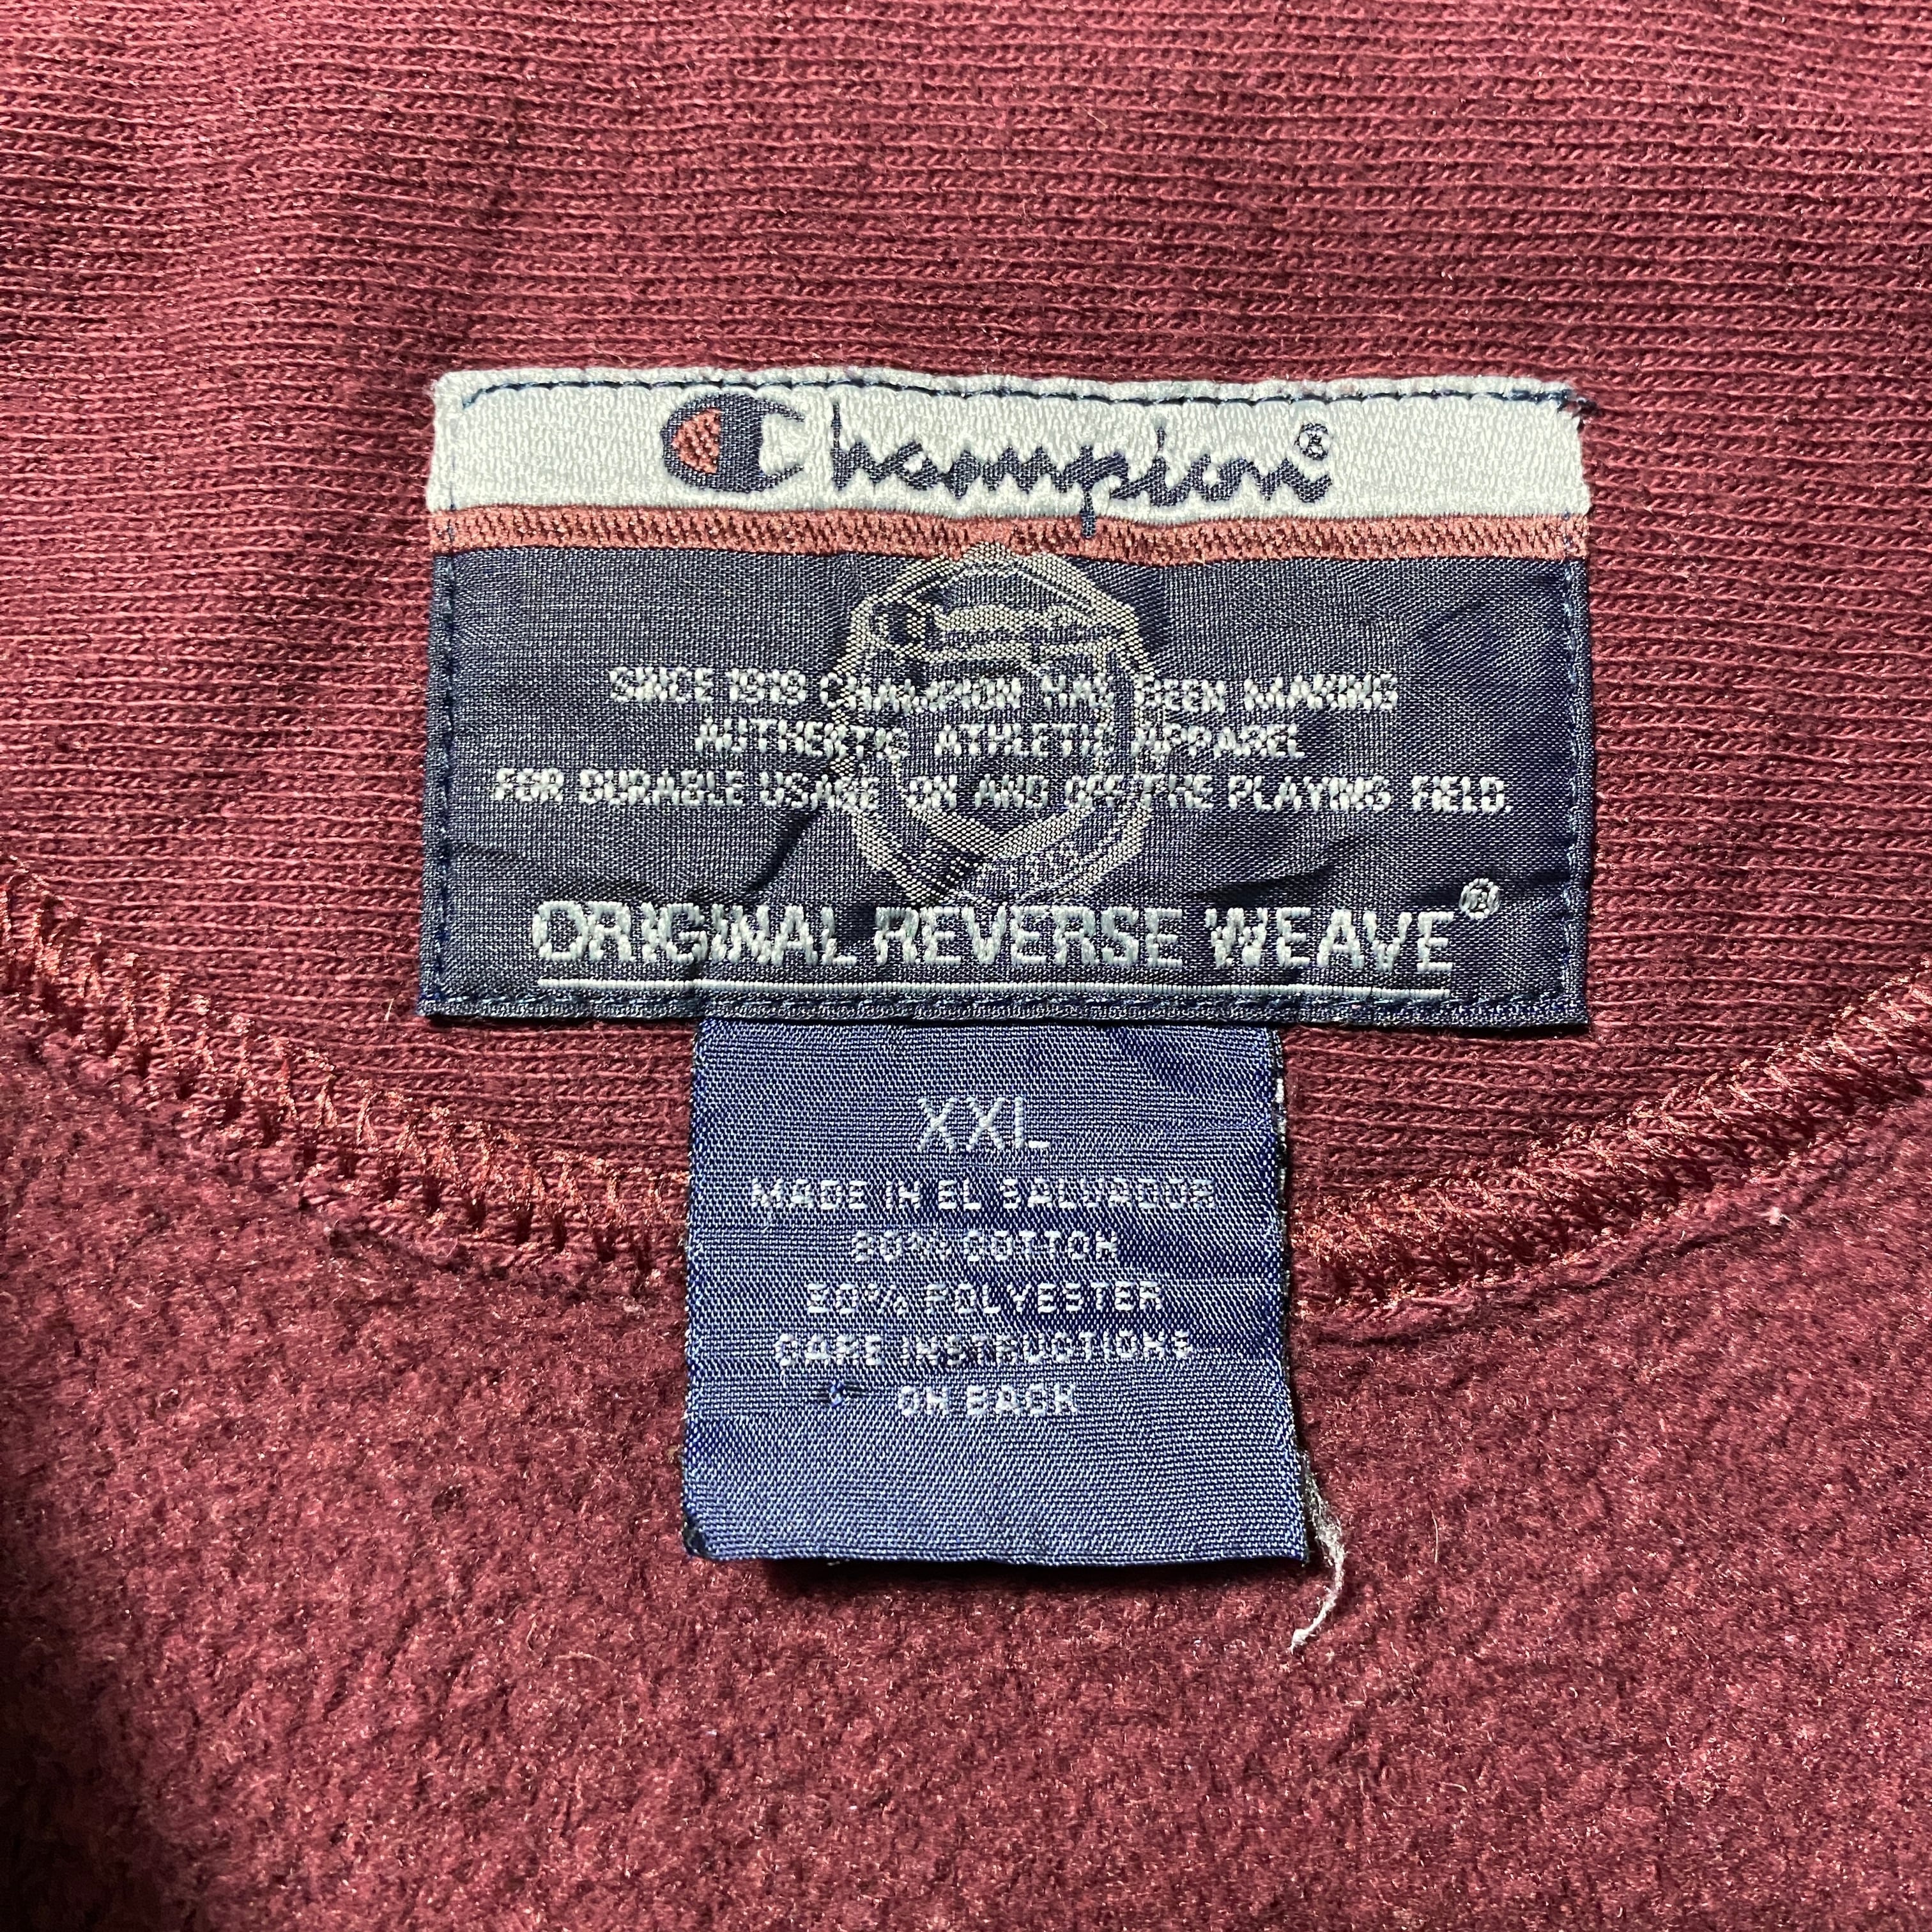 Champion®
SINCE 1919 CHAMPION HAS BEEN MAKING
AUTHENTIC ATHLETIC APPAREL
FOR DURABLE USAGE ON AND OFF THE PLAYING FIELD
ORIGINAL REVERSE WEAVE®
XXL
MADE IN EL SALVADOR
COTTON
POLYESTER
CARE INSTRUCTIONS
ON BACK